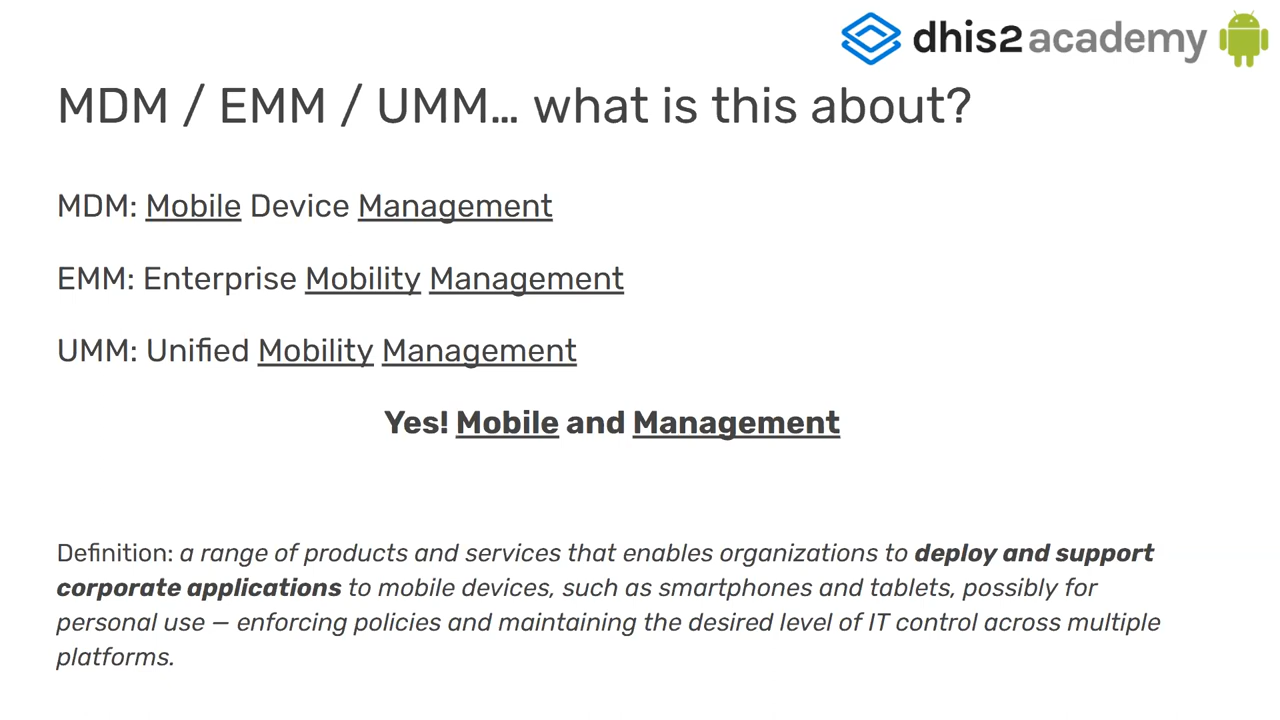 dhis2 academy
MDM / EMM / UMM... what is this about?
MDM: Mobile Device Management
EMM: Enterprise Mobility Management
UMM: Unified Mobility Management
Yes! Mobile and Management
Definition: a range of products and services that enables organizations to deploy and support
corporate applications to mobile devices, such as smartphones and tablets, possibly for
personal use — enforcing policies and maintaining the desired level of IT control across multiple
platforms.